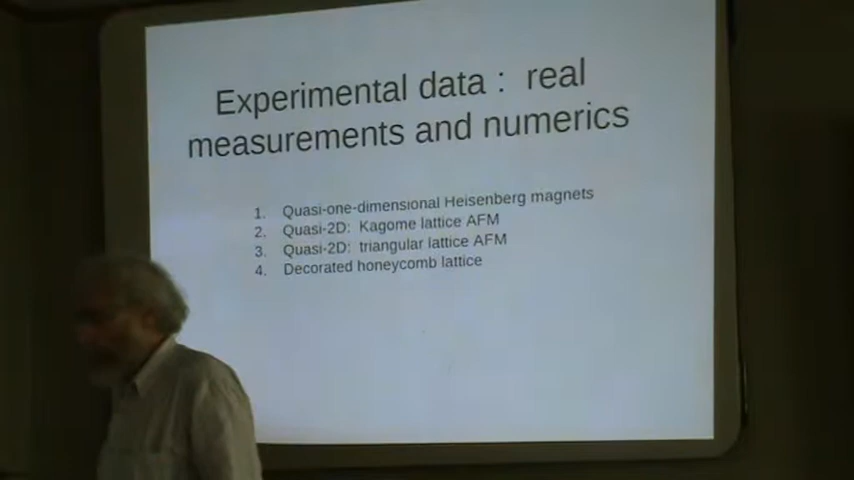 Experimental data : real
measurements and numerics
1. Quasi-one-dimensional Heisenberg magnets
2. Quasi-2D: Kagome lattice AFM
3. Quasi-2D: triangular lattice AFM
4. Decorated honeycomb lattice